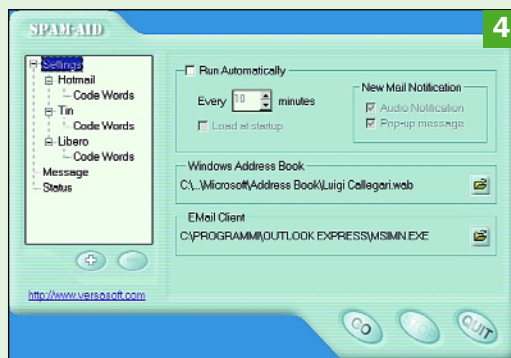 SPAM-AID
4
Settings
Hotmail
Code Words
Tin
Code Words
Libero
Code Words
Message
Status
http://www.versosoft.com
Run Automatically
Every 10 minutes
Load at startup
New Mail Notification
Audio Notification
Pop-up message
Windows Address Book
C:\...\Microsoft\Address Book\Luigi Callegari.wab
EMail Client
C:\PROGRAMMI\OUTLOOK EXPRESS\MSIMN.EXE
GO
STOP
QUIT